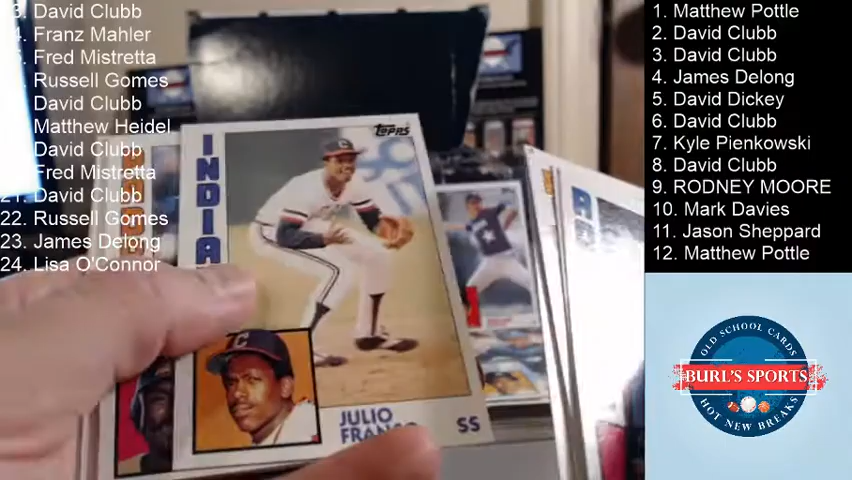 David Clubb
Franz Mahler
Fred Mistretta
Russell Gomes
David Clubb
Matthew Heidel
David Clubb
Fred Mistretta
21. David Clubb
22. Russell Gomes
23. James Delong
24. Lisa O'Connor
TOPPS
INDIA
C
JULIO
FRANCO
SS
1. Matthew Pottle
2. David Clubb
3. David Clubb
4. James Delong
5. David Dickey
6. David Clubb
7. Kyle Pienkowski
8. David Clubb
9. RODNEY MOORE
10. Mark Davies
11. Jason Sheppard
12. Matthew Pottle
OLD SCHOOL CARDS
BURL'S SPORTS
HOT NEW BREAKS